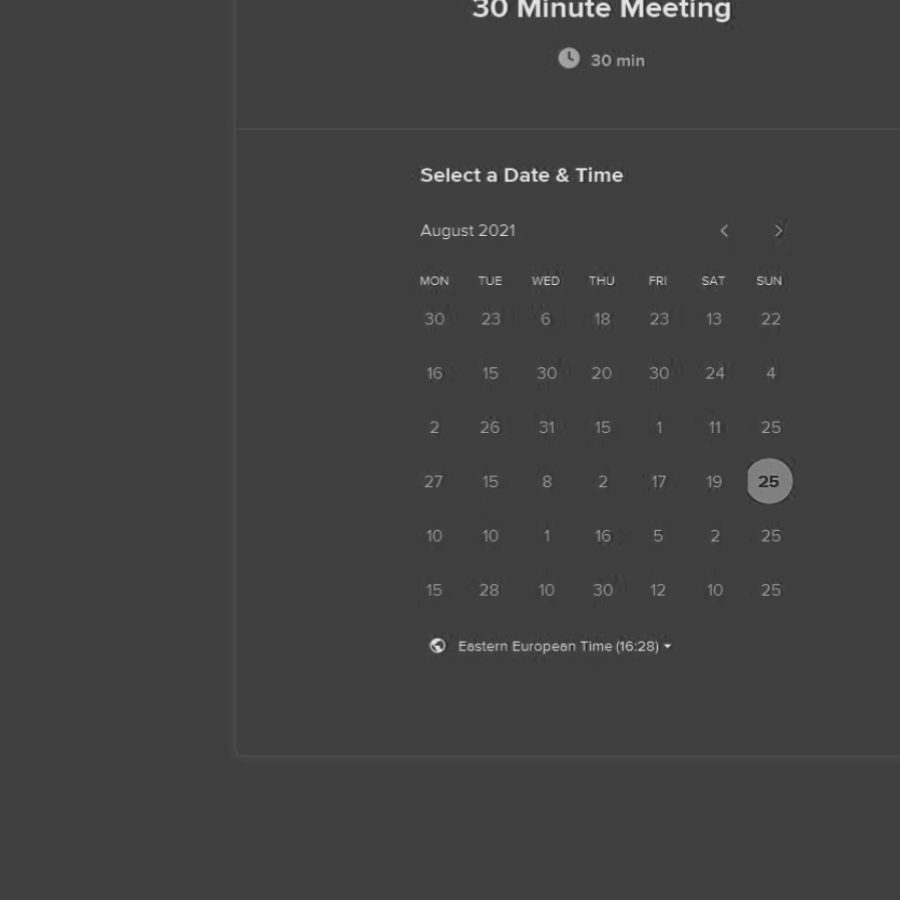 30 Minute Meeting
30 min
Select a Date & Time
August 2021
MON TUE WED THU FRI SAT SUN
30 23 6 18 23 13 22
16 15 30 20 30 24 4
2 26 31 15 1 11 25
27 15 8 2 17 19 25
10 10 1 16 5 2 25
15 28 10 30 12 10 25
Eastern European Time (16:28)